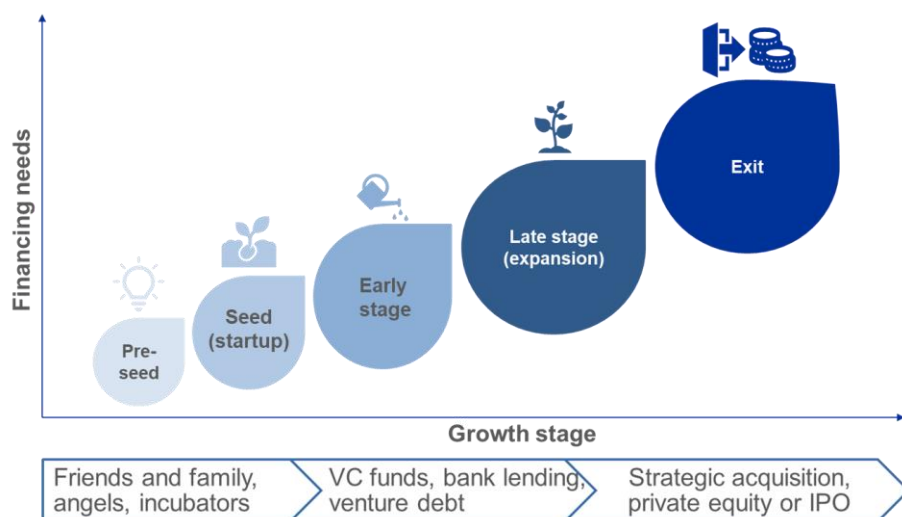 Financing needs
Pre-
seed
Seed
(startup)
Early
stage
Late stage
(expansion)
Exit
Growth stage
Friends and family,
angels, incubators
VC funds, bank lending,
venture debt
Strategic acquisition,
private equity or IPO